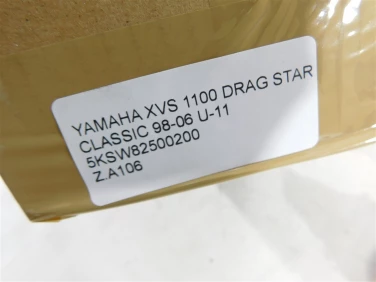 YAMAHA XVS 1100 DRAG STAR
CLASSIC 98-06 U-11
5KSW82500200
Z.A106